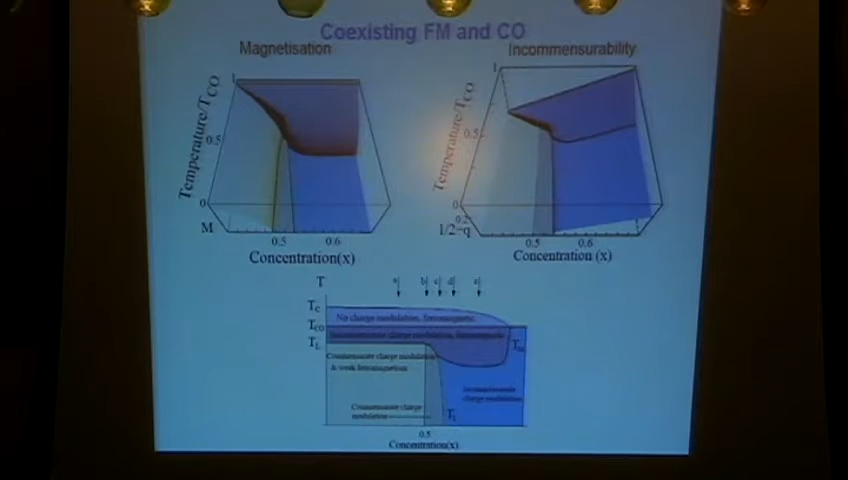 Coexisting FM and CO
Magnetisation
Incommensurability
Temperature/T_CO
1
0.5
0
M
0.5 0.6
Concentration(x)
Temperature/T_CO
1
0.5
0
0.2
1/2-q
0.5 0.6
Concentration (x)
T
a b c d e
T_C
No charge modulation, ferromagnetic
T_CO
Incommensurate charge modulation, ferromagnetic
T_L
Commensurate charge modulation
& weak ferromagnetism
Incommensurate
charge modulation
Commensurate charge
modulation
T_L
0.5
Concentration(x)